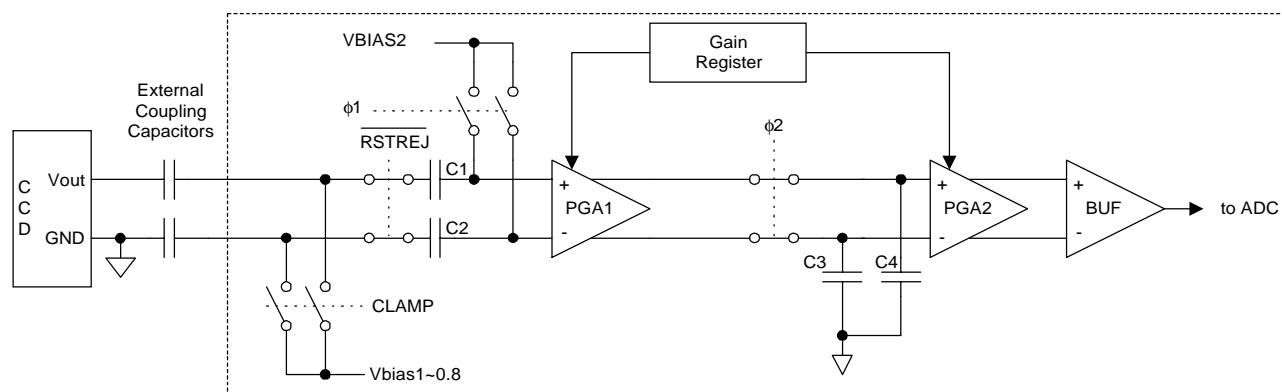 VBIAS2
Gain
Register
External
Coupling
Capacitors
ϕ1
RSTREJ
ϕ2
C C D
Vout
GND
C1
C2
+
PGA1
-
+
PGA2
-
+
BUF
-
to ADC
C3
C4
CLAMP
Vbias1~0.8